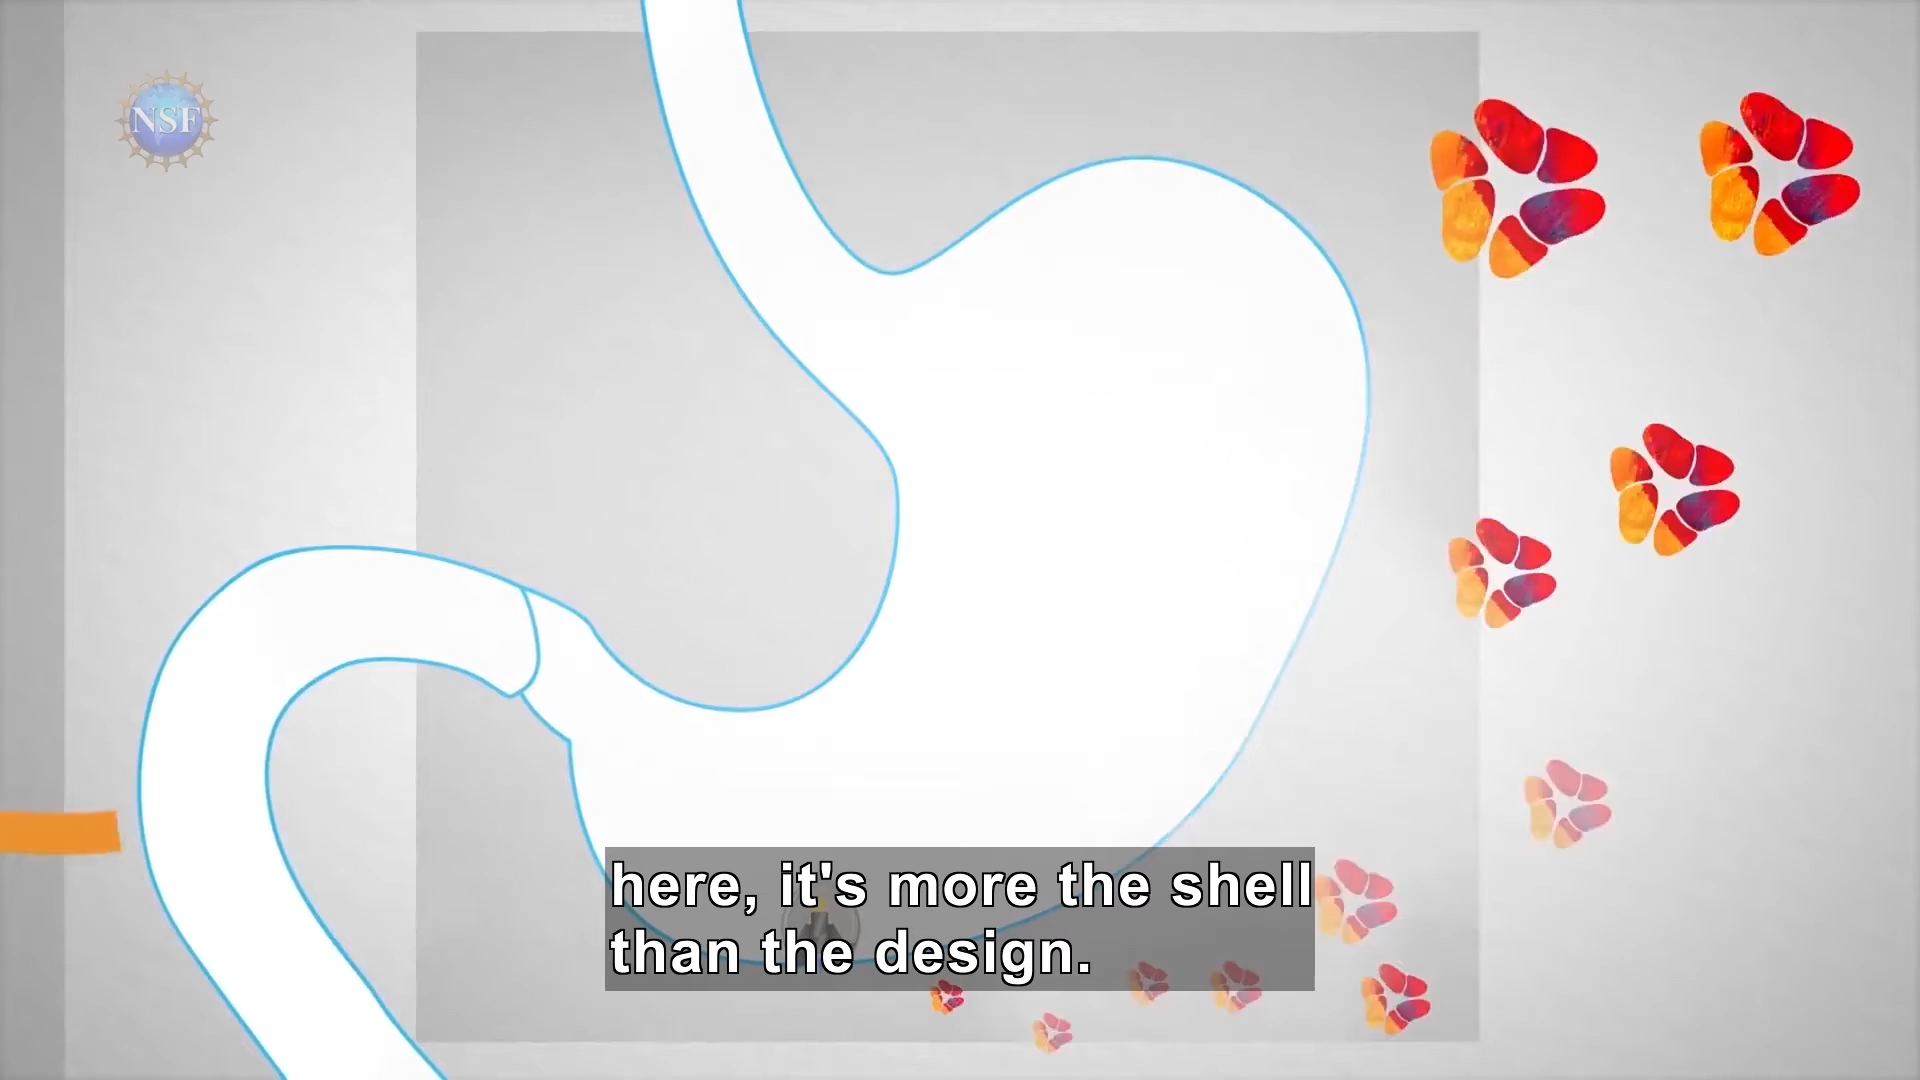 NSF
here, it's more the shell
than the design.